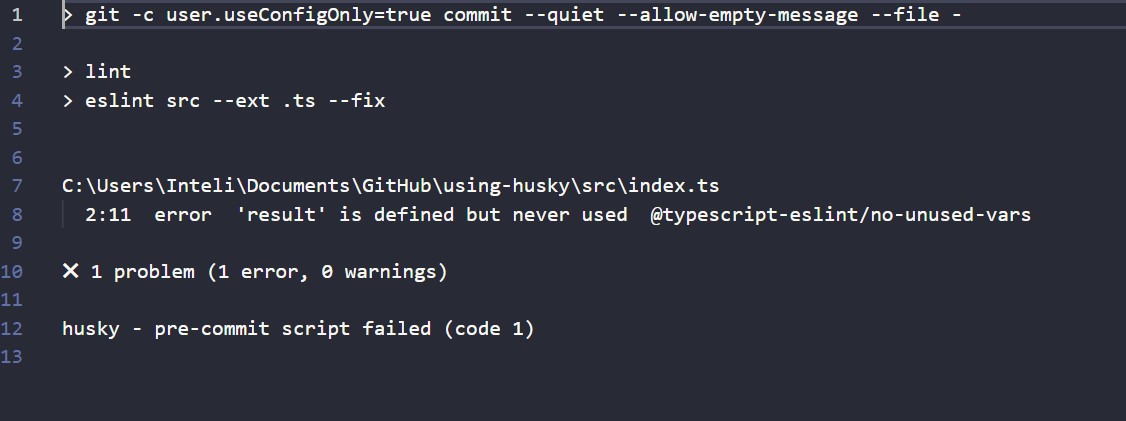 1 > git -c user.useConfigOnly=true commit --quiet --allow-empty-message --file -
2
3 > lint
4 > eslint src --ext .ts --fix
5
6
7 C:\Users\Inteli\Documents\GitHub\using-husky\src\index.ts
8 2:11 error 'result' is defined but never used @typescript-eslint/no-unused-vars
9
10 ✕ 1 problem (1 error, 0 warnings)
11
12 husky - pre-commit script failed (code 1)
13